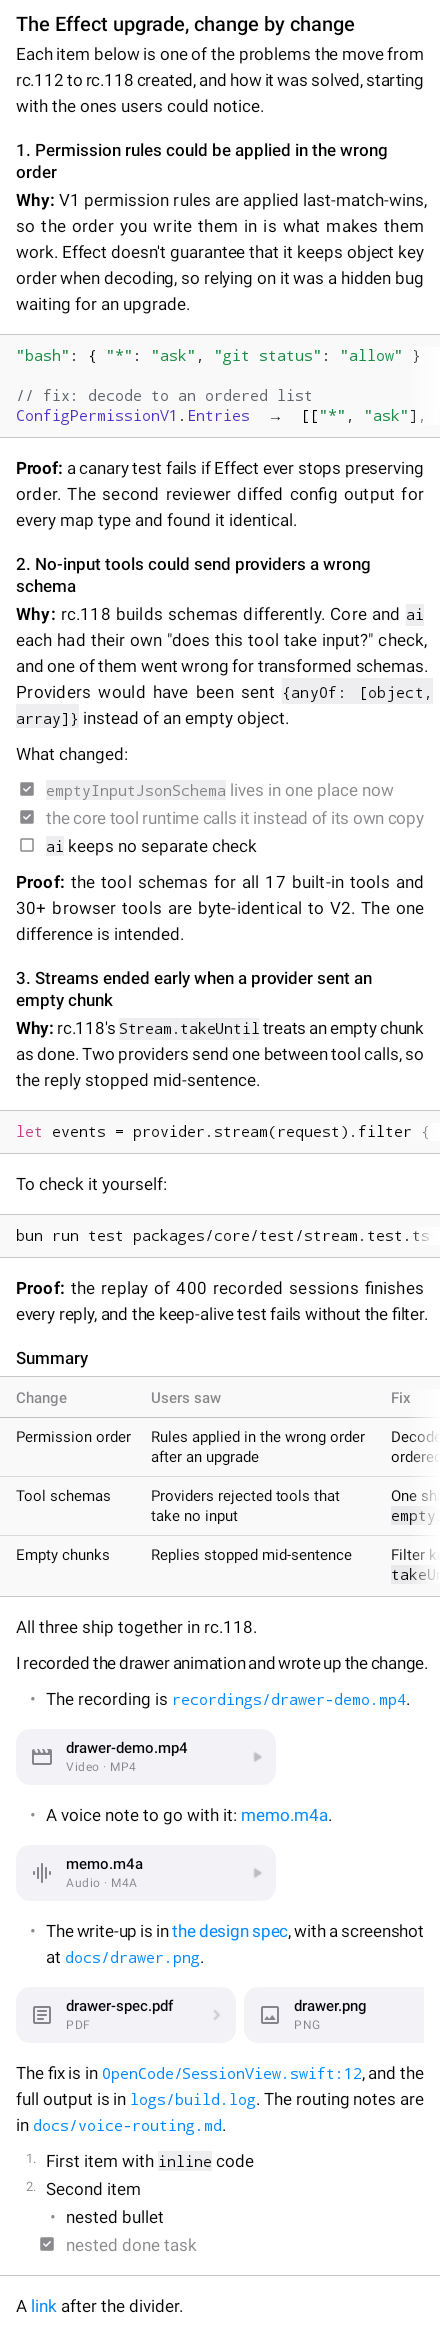 The Effect upgrade, change by change
Each item below is one of the problems the move from
rc.112 to rc.118 created, and how it was solved, starting
with the ones users could notice.
1. Permission rules could be applied in the wrong
order
Why: V1 permission rules are applied last-match-wins,
so the order you write them in is what makes them
work. Effect doesn't guarantee that it keeps object key
order when decoding, so relying on it was a hidden bug
waiting for an upgrade.
"bash": { "*": "ask", "git status": "allow" }
// fix: decode to an ordered list
ConfigPermissionV1.Entries → [["*", "ask"],
Proof: a canary test fails if Effect ever stops preserving
order. The second reviewer diffed config output for
every map type and found it identical.
2. No-input tools could send providers a wrong
schema
Why: rc.118 builds schemas differently. Core and ai
each had their own "does this tool take input?" check,
and one of them went wrong for transformed schemas.
Providers would have been sent {anyOf: [object,
array]} instead of an empty object.
What changed:
emptyInputJsonSchema lives in one place now
the core tool runtime calls it instead of its own copy
ai keeps no separate check
Proof: the tool schemas for all 17 built-in tools and
30+ browser tools are byte-identical to V2. The one
difference is intended.
3. Streams ended early when a provider sent an
empty chunk
Why: rc.118's Stream.takeUntil treats an empty chunk
as done. Two providers send one between tool calls, so
the reply stopped mid-sentence.
let events = provider.stream(request).filter {
To check it yourself:
bun run test packages/core/test/stream.test.ts
Proof: the replay of 400 recorded sessions finishes
every reply, and the keep-alive test fails without the filter.
Summary
Change Users saw Fix
Permission order Rules applied in the wrong order Decode
after an upgrade ordered
Tool schemas Providers rejected tools that One sh
take no input empty
Empty chunks Replies stopped mid-sentence Filter k
takeU
All three ship together in rc.118.
I recorded the drawer animation and wrote up the change.
• The recording is recordings/drawer-demo.mp4.
drawer-demo.mp4
Video · MP4
• A voice note to go with it: memo.m4a.
memo.m4a
Audio · M4A
• The write-up is in the design spec, with a screenshot
at docs/drawer.png.
drawer-spec.pdf drawer.png
PDF PNG
The fix is in OpenCode/SessionView.swift:12, and the
full output is in logs/build.log. The routing notes are
in docs/voice-routing.md.
1. First item with inline code
2. Second item
• nested bullet
nested done task
A link after the divider.